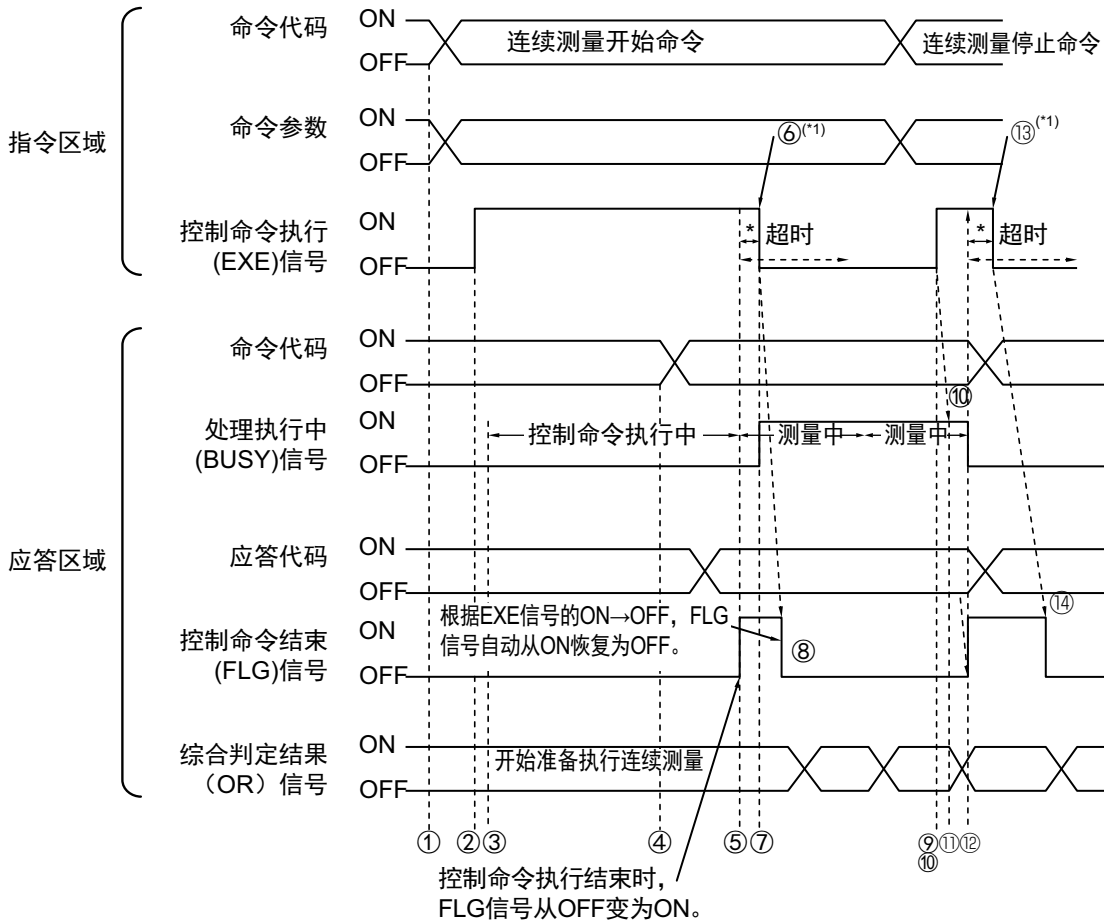 指令区域
命令代码
ON
OFF
连续测量开始命令
连续测量停止命令
命令参数
ON
OFF
⑥(*1)
⑬(*1)
控制命令执行
(EXE)信号
ON
OFF
* 超时
* 超时
应答区域
命令代码
ON
OFF
⑩
处理执行中
(BUSY)信号
ON
OFF
控制命令执行中
测量中
测量中
应答代码
ON
OFF
根据EXE信号的ON→OFF，FLG
信号自动从ON恢复为OFF。
⑭
控制命令结束
(FLG)信号
ON
OFF
⑧
综合判定结果
（OR）信号
ON
OFF
开始准备执行连续测量
① ② ③ ④ ⑤ ⑦ ⑨ ⑪ ⑫
⑩
控制命令执行结束时，
FLG信号从OFF变为ON。